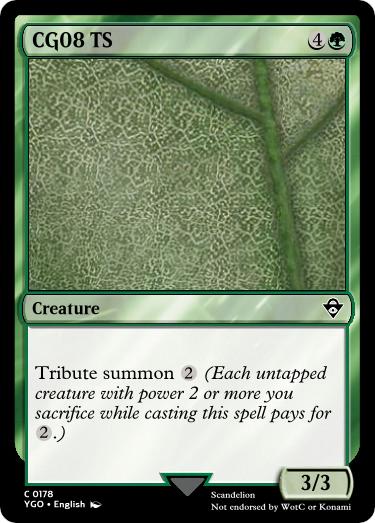 CG08 TS 4
Creature
Tribute summon 2 (Each untapped
creature with power 2 or more you
sacrifice while casting this spell pays for
2.)
3/3
C 0178
YGO • English
Scandelion
Not endorsed by WotC or Konami